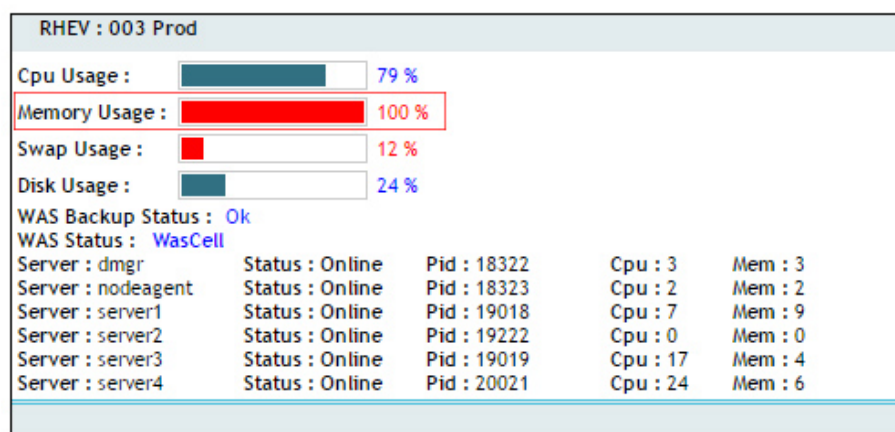 RHEV : 003 Prod
Cpu Usage : 79 %
Memory Usage : 100 %
Swap Usage : 12 %
Disk Usage : 24 %
WAS Backup Status : Ok
WAS Status : WasCell
Server : dmgr Status : Online Pid : 18322 Cpu : 3 Mem : 3
Server : nodeagent Status : Online Pid : 18323 Cpu : 2 Mem : 2
Server : server1 Status : Online Pid : 19018 Cpu : 7 Mem : 9
Server : server2 Status : Online Pid : 19222 Cpu : 0 Mem : 0
Server : server3 Status : Online Pid : 19019 Cpu : 17 Mem : 4
Server : server4 Status : Online Pid : 20021 Cpu : 24 Mem : 6